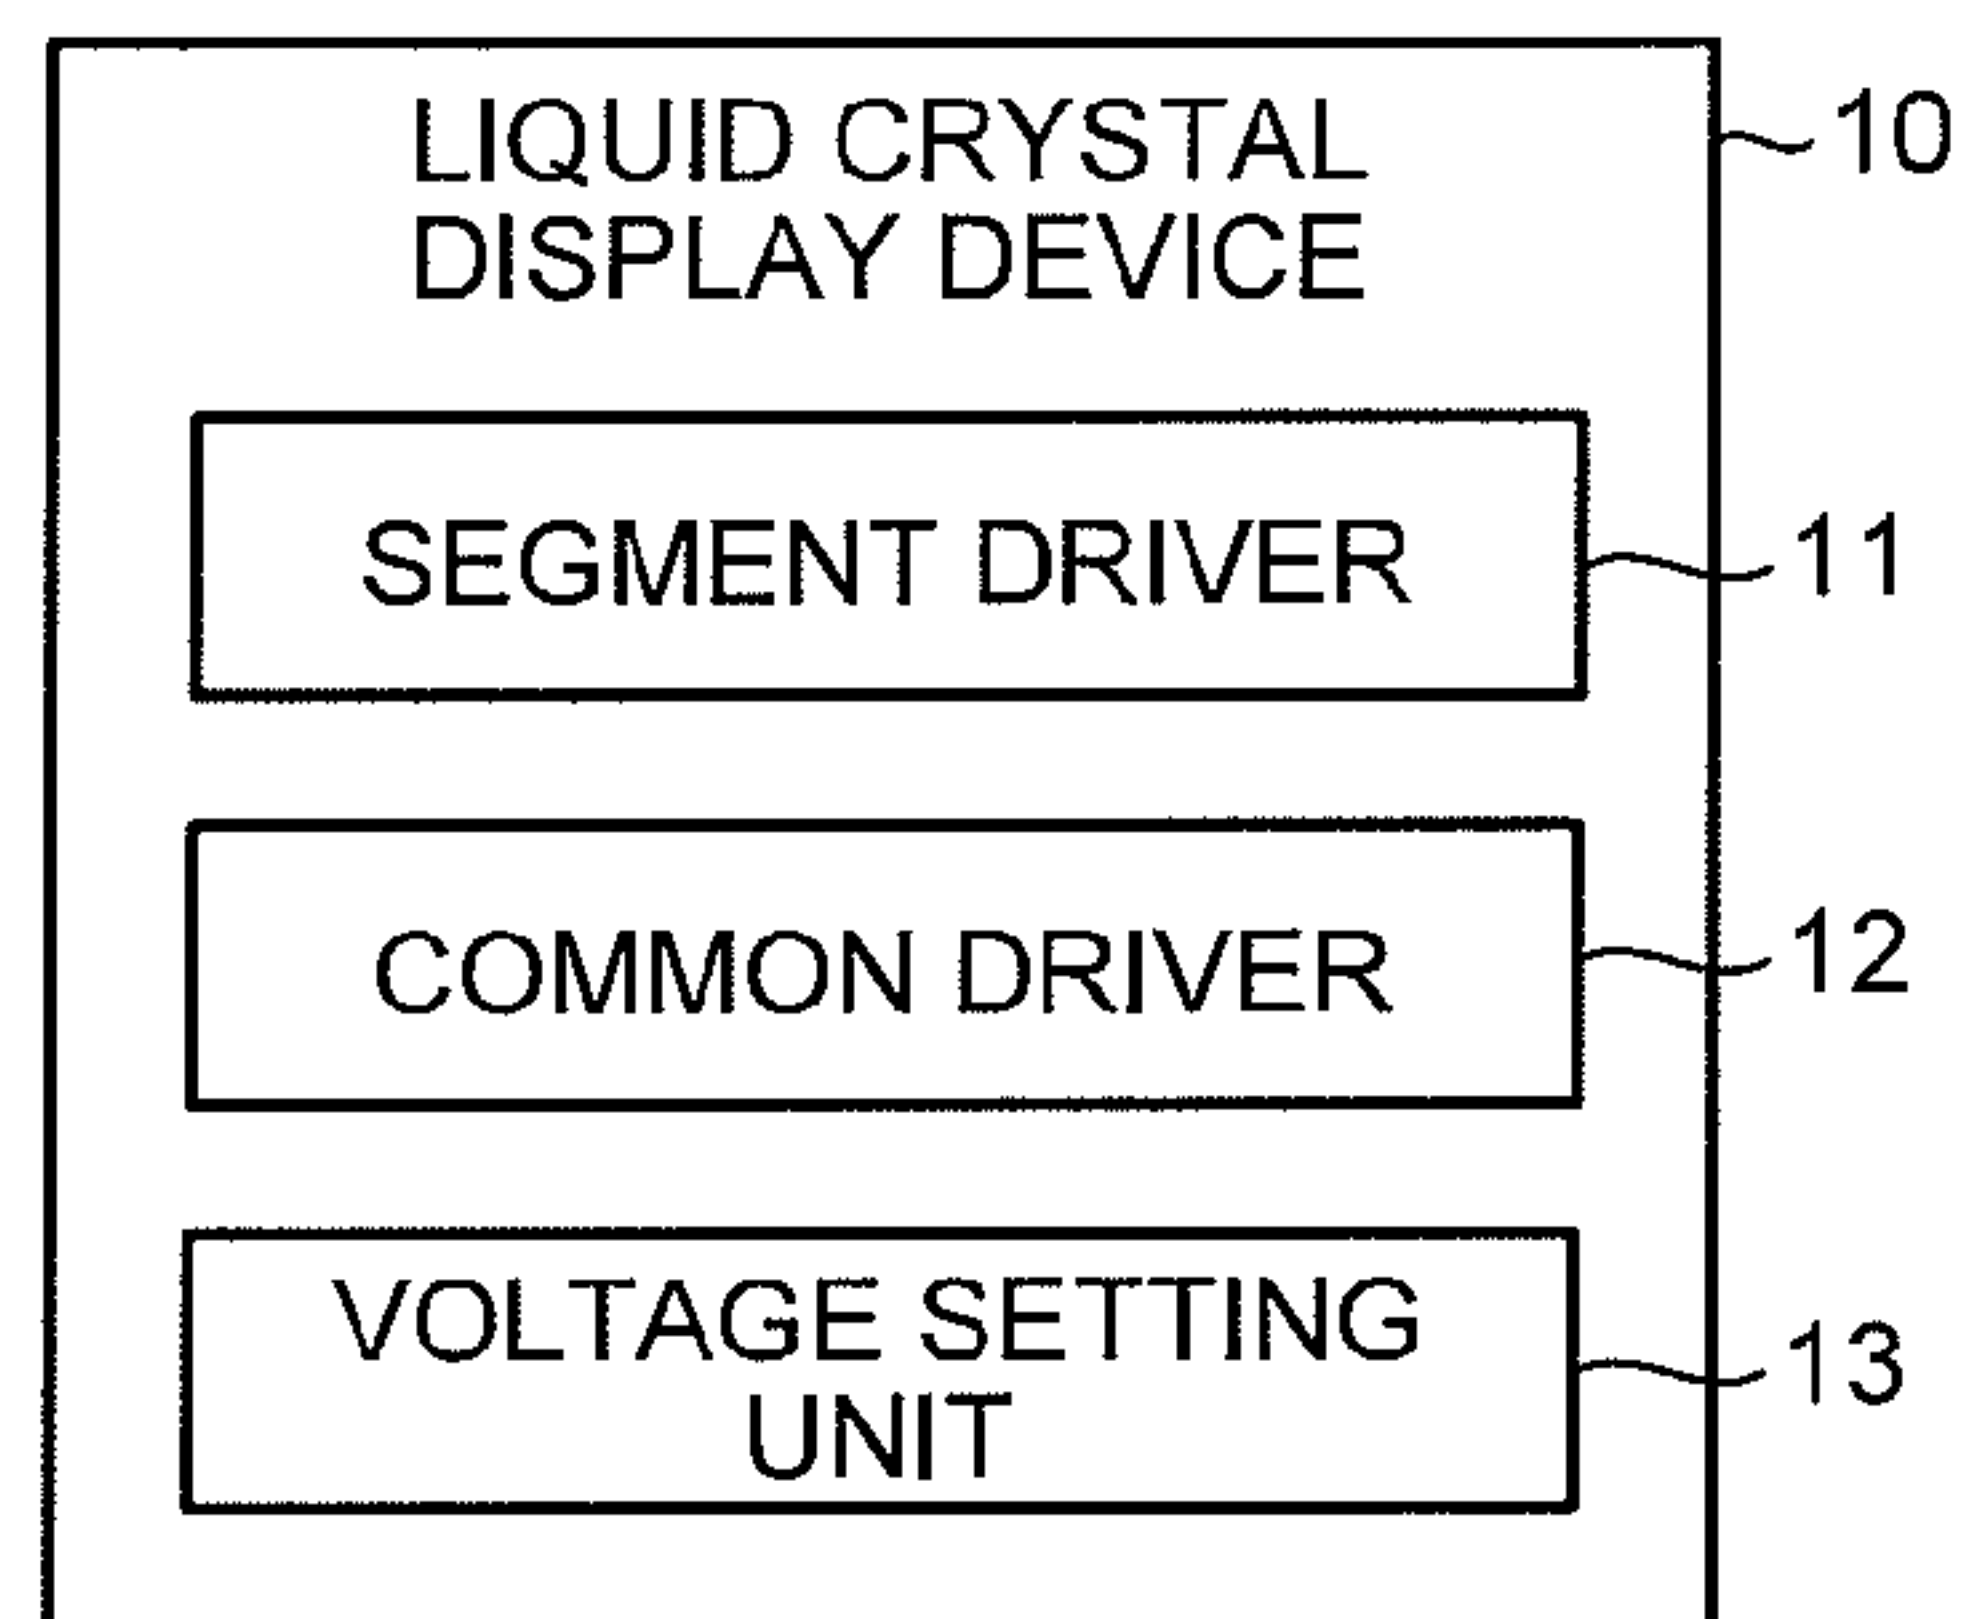 LIQUID CRYSTAL
DISPLAY DEVICE
10
SEGMENT DRIVER
11
COMMON DRIVER
12
VOLTAGE SETTING
UNIT
13